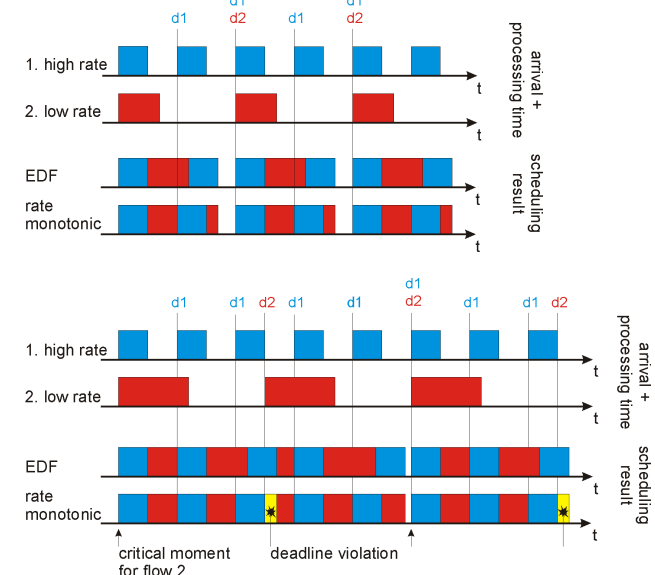 d1 d1
d1 d2 d1 d2
1. high rate
t
2. low rate
t
arrival +
processing time
EDF
t
rate
monotonic
t
scheduling
result
d1
d1 d1 d2 d1 d1 d2 d1 d1 d2
1. high rate
t
2. low rate
t
arrival +
processing time
EDF
t
rate
monotonic
t
scheduling
result
critical moment
for flow 2
deadline violation